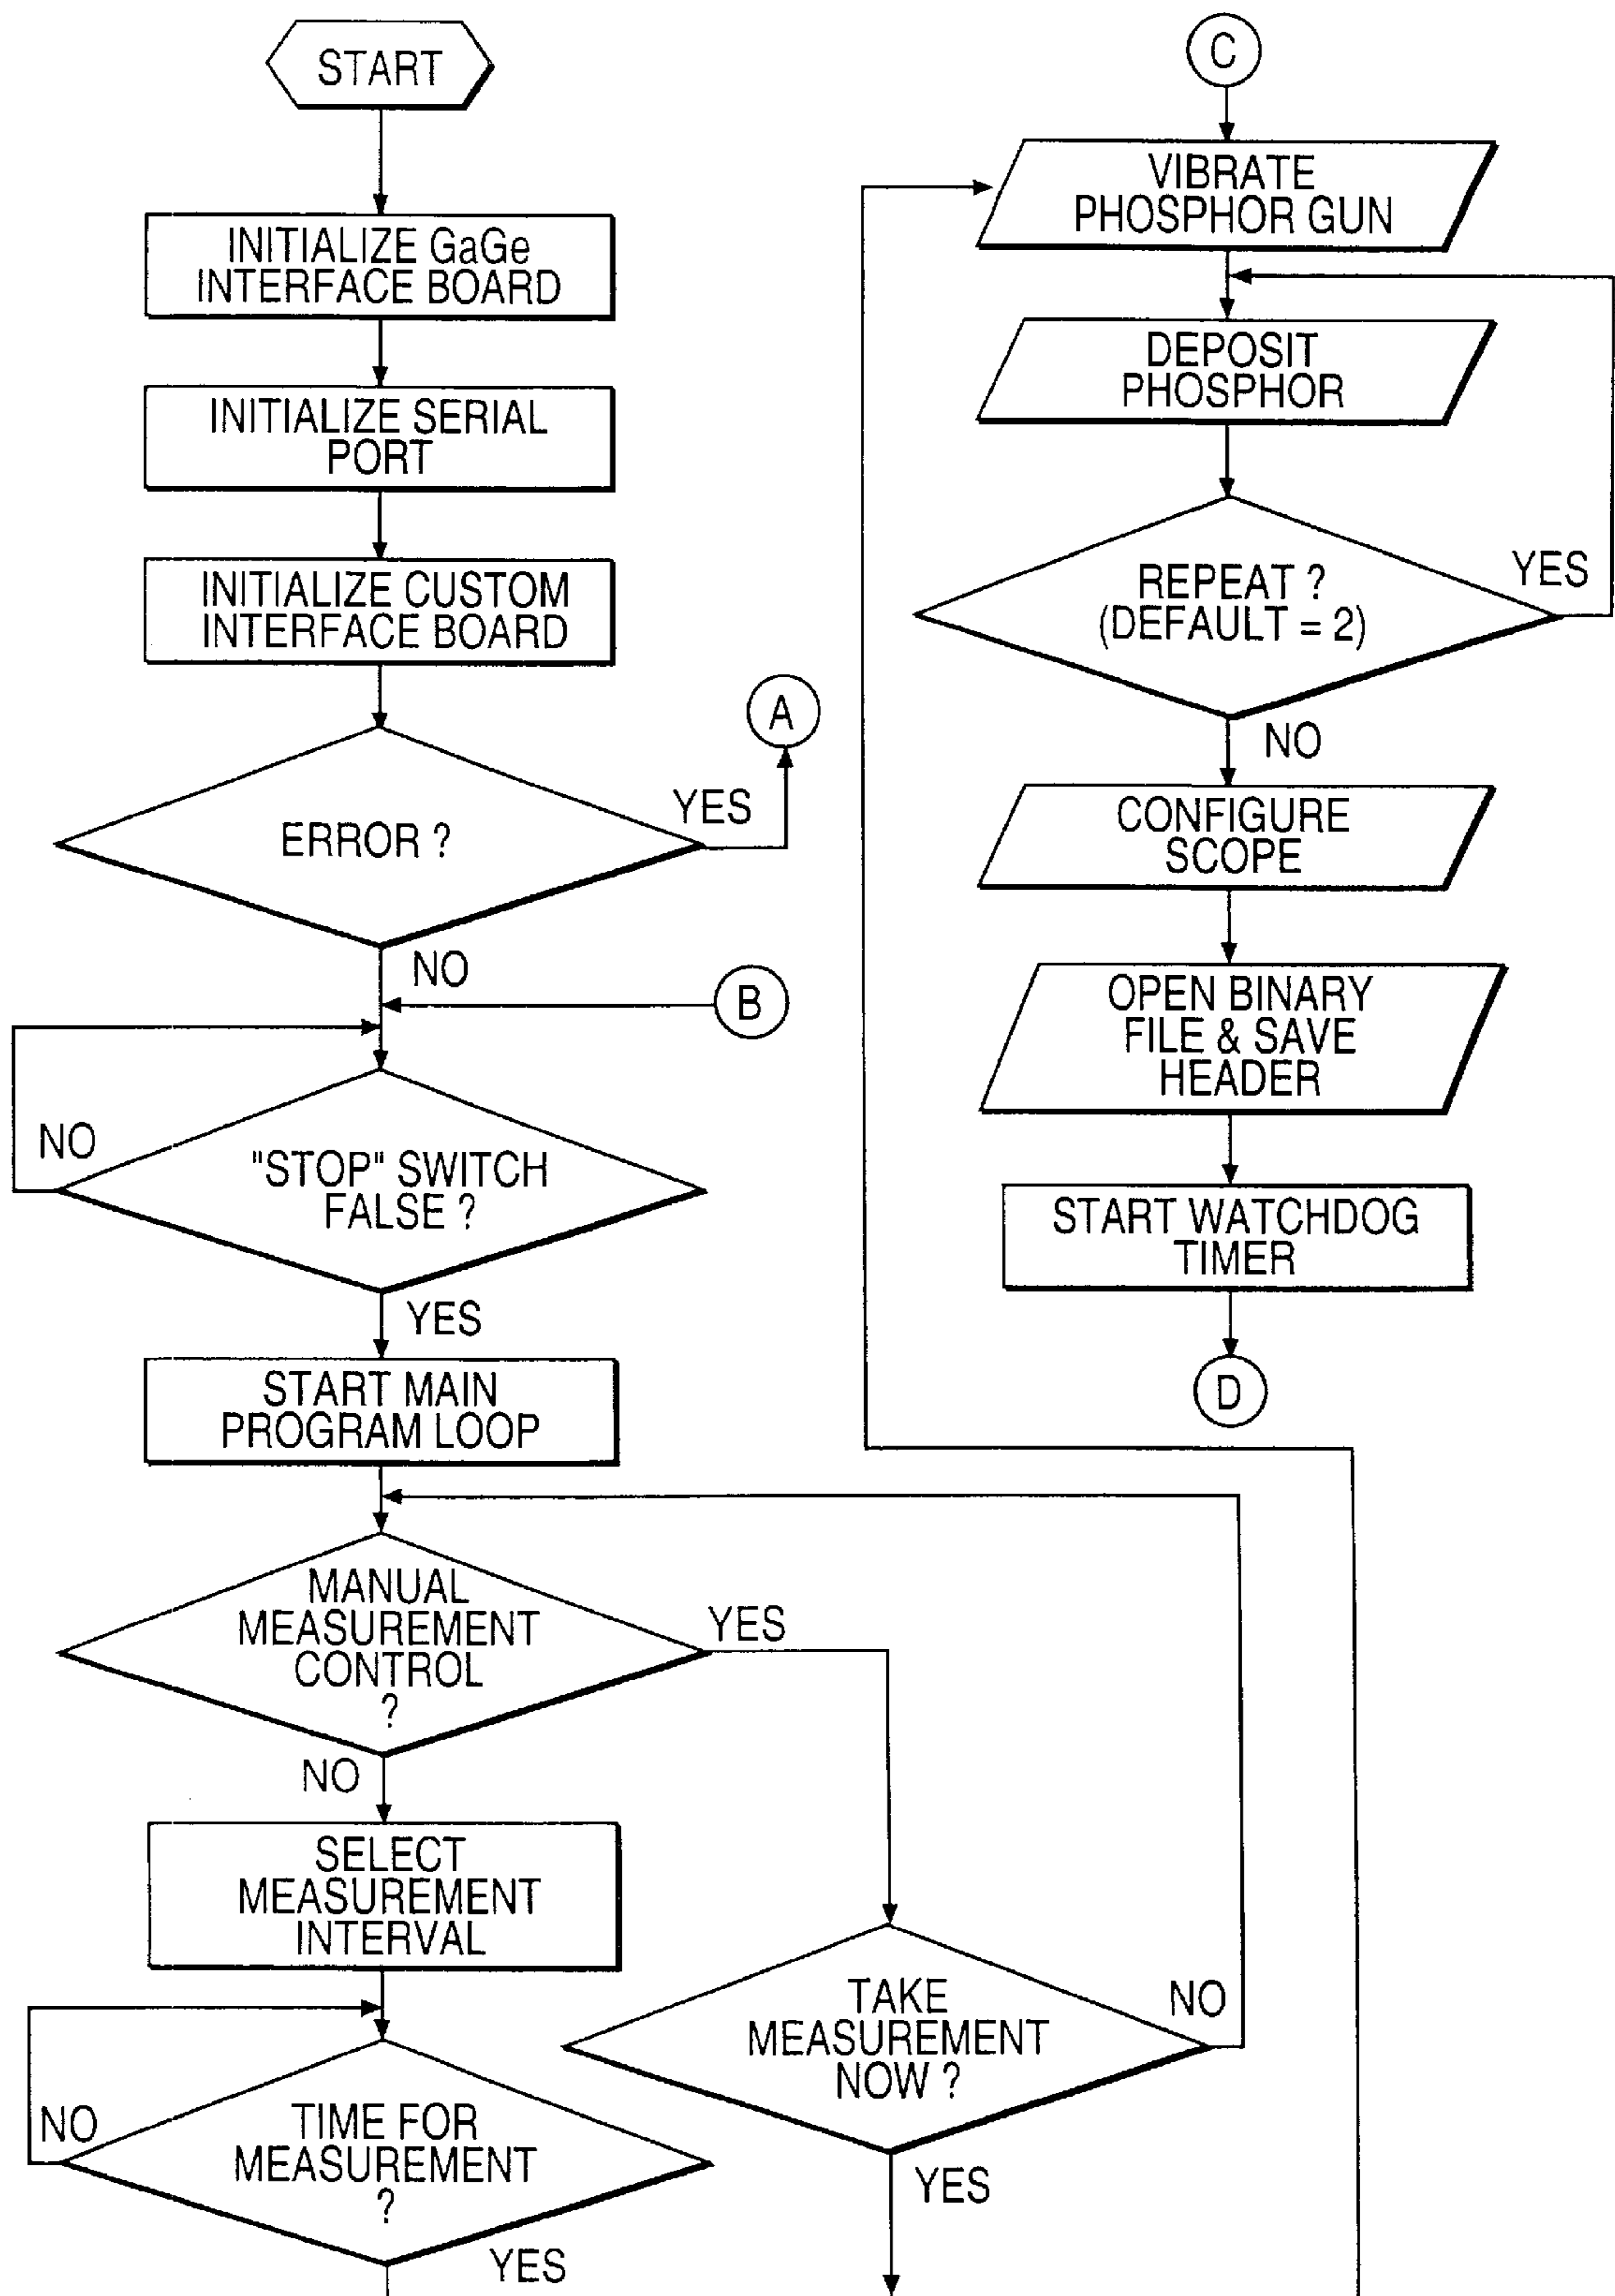 START
INITIALIZE GaGe
INTERFACE BOARD
INITIALIZE SERIAL
PORT
INITIALIZE CUSTOM
INTERFACE BOARD
A
ERROR ?
YES
NO
B
"STOP" SWITCH
FALSE ?
NO
YES
START MAIN
PROGRAM LOOP
MANUAL
MEASUREMENT
CONTROL
?
YES
NO
SELECT
MEASUREMENT
INTERVAL
TIME FOR
MEASUREMENT
?
NO
YES
TAKE
MEASUREMENT
NOW ?
NO
YES
C
VIBRATE
PHOSPHOR GUN
DEPOSIT
PHOSPHOR
REPEAT ?
(DEFAULT = 2)
YES
NO
CONFIGURE
SCOPE
OPEN BINARY
FILE & SAVE
HEADER
START WATCHDOG
TIMER
D